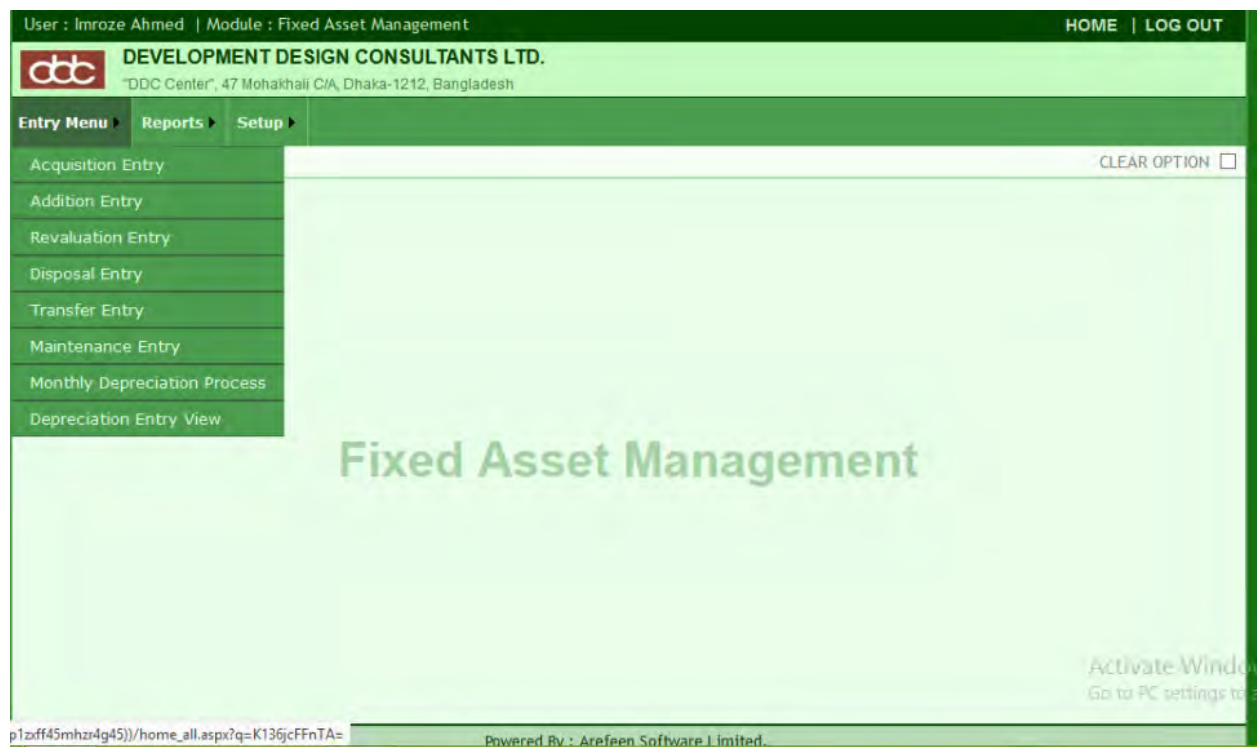 User : Imroze Ahmed | Module : Fixed Asset Management HOME | LOG OUT
ddc
DEVELOPMENT DESIGN CONSULTANTS LTD.
"DDC Center", 47 Mohakhali C/A, Dhaka-1212, Bangladesh
Entry Menu Reports Setup
CLEAR OPTION
Acquisition Entry
Addition Entry
Revaluation Entry
Disposal Entry
Transfer Entry
Maintenance Entry
Monthly Depreciation Process
Depreciation Entry View
Fixed Asset Management
Activate Windo
Go to PC settings to a
p1zxff45mhzr4g45))/home_all.aspx?q=K136jcFFnTA=
Powered By : Arefeen Software Limited.